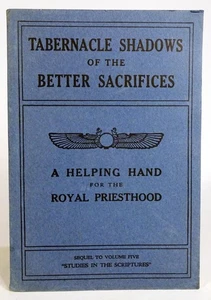 TABERNACLE SHADOWS
OF THE
BETTER SACRIFICES
A HELPING HAND
FOR THE
ROYAL PRIESTHOOD
SEQUEL TO VOLUME FIVE
"STUDIES IN THE SCRIPTURES"